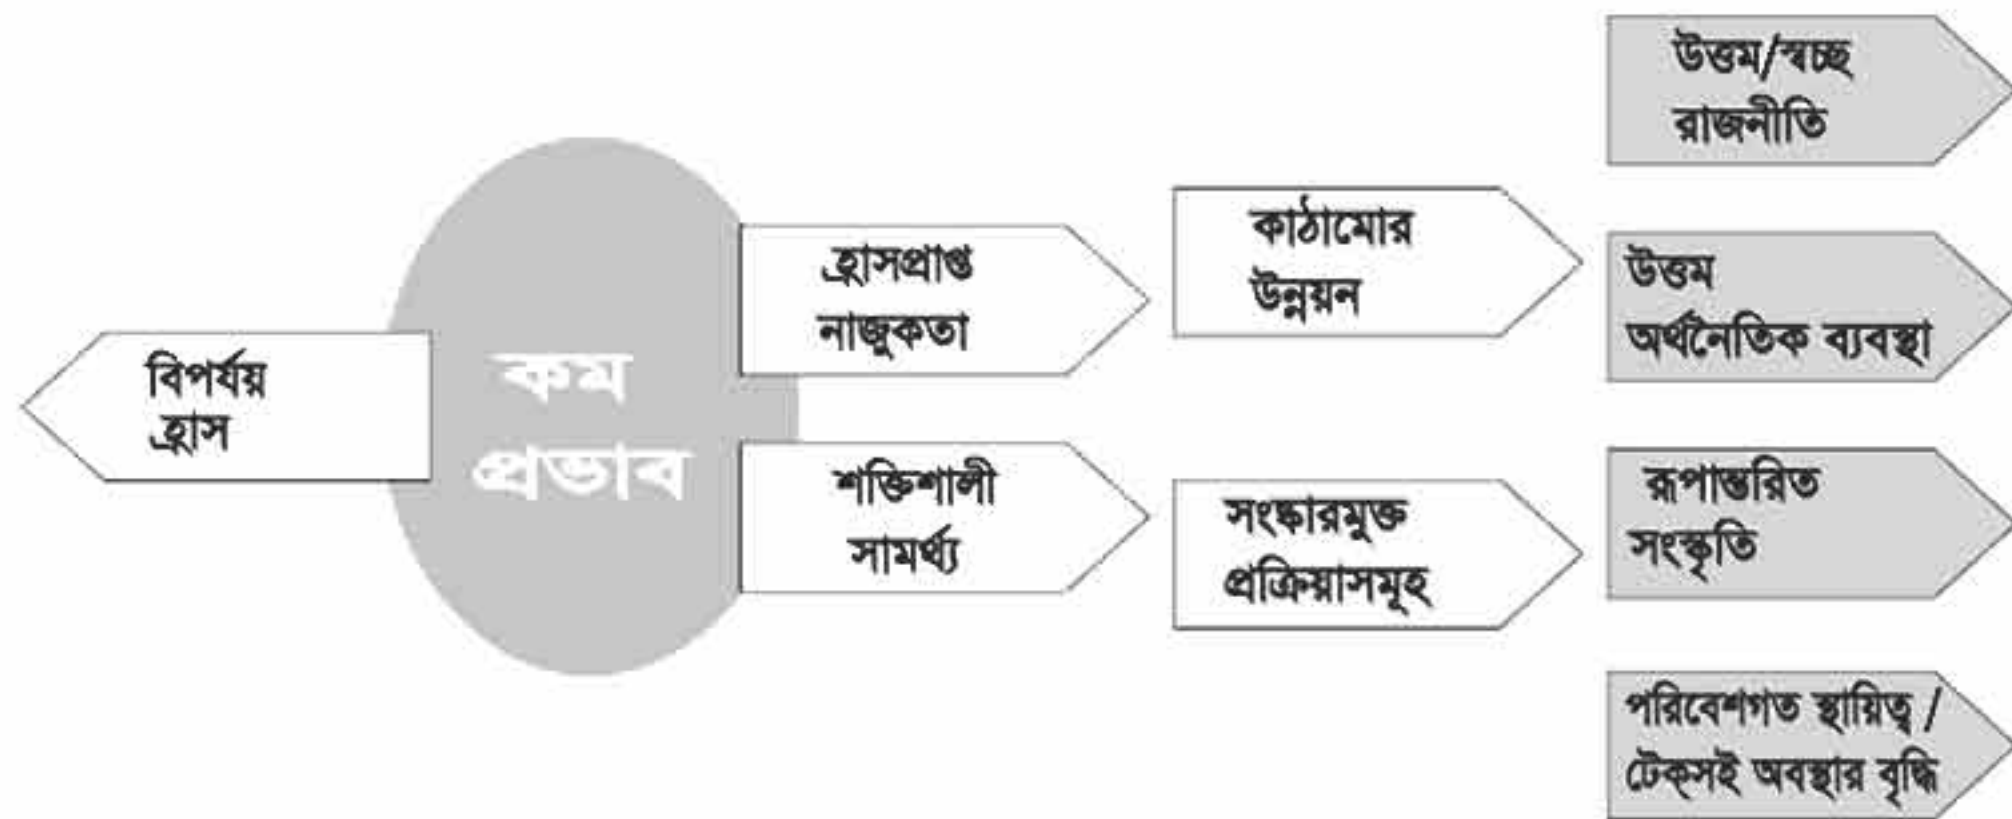 বিপর্যয়
হ্রাস
কম
প্রভাব
হ্রাসপ্রাপ্ত
নাজুকতা
শক্তিশালী
সামর্থ্য
কাঠামোর
উন্নয়ন
সংষ্কারমুক্ত
প্রক্রিয়াসমূহ
উত্তম/স্বচ্ছ
রাজনীতি
উত্তম
অর্থনৈতিক ব্যবস্থা
রূপান্তরিত
সংস্কৃতি
পরিবেশগত স্থায়িত্ব /
টেক্সই অবস্থার বৃদ্ধি